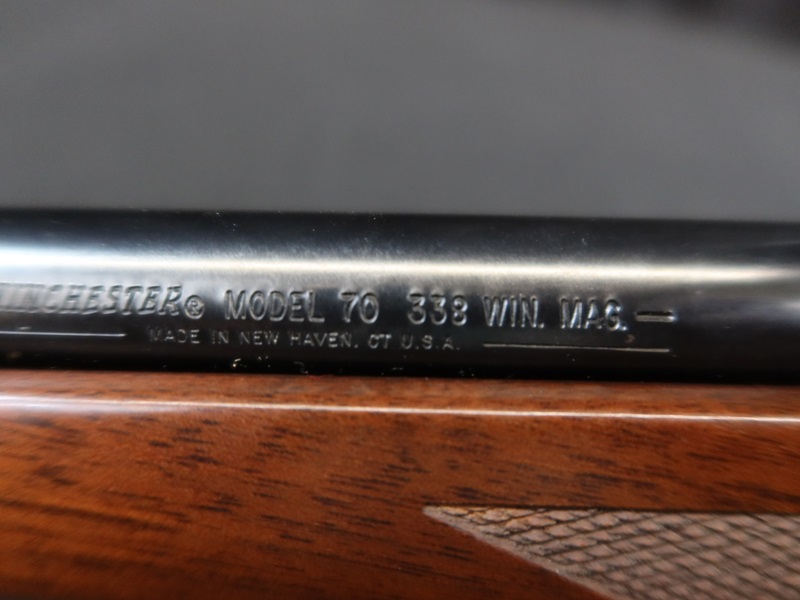 WINCHESTER® MODEL 70 338 WIN. MAG.—
MADE IN NEW HAVEN, CT U.S.A.